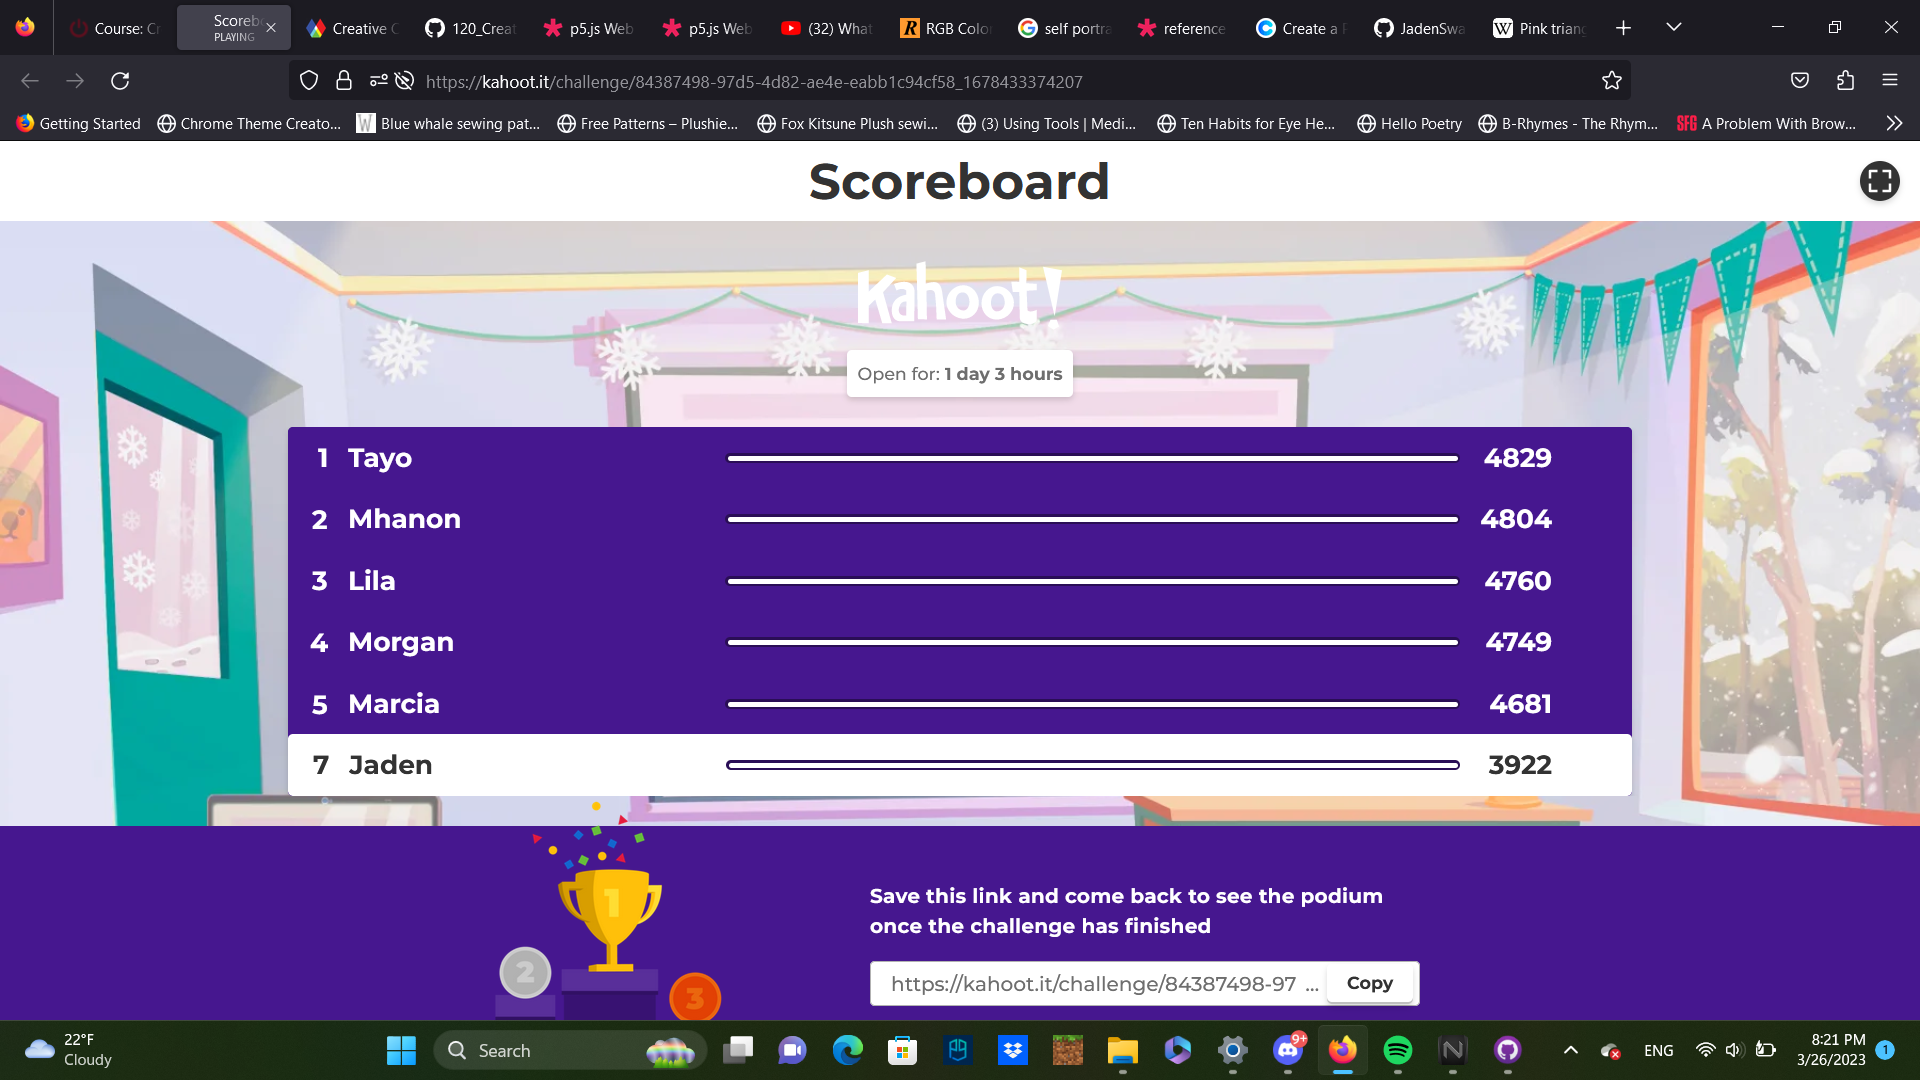 Course: Cr
Scorebo
PLAYING
Creative C
120_Creat
p5.js Web
p5.js Web
(32) What
RGB Colo
self portra
reference
Create a P
JadenSwa
Pink triang
https://kahoot.it/challenge/84387498-97d5-4d82-ae4e-eabb1c94cf58_1678433374207
Getting Started
Chrome Theme Creato...
Blue whale sewing pat...
Free Patterns – Plushie...
Fox Kitsune Plush sewi...
(3) Using Tools | Medi...
Ten Habits for Eye He...
Hello Poetry
B-Rhymes - The Rhym...
SFG A Problem With Brow...
Scoreboard
Kahoot!
Open for: 1 day 3 hours
1 Tayo 4829
2 Mhanon 4804
3 Lila 4760
4 Morgan 4749
5 Marcia 4681
7 Jaden 3922
1
2
3
Save this link and come back to see the podium
once the challenge has finished
https://kahoot.it/challenge/84387498-97 ... Copy
22°F
Cloudy
Search
9+
ENG
8:21 PM
3/26/2023
1